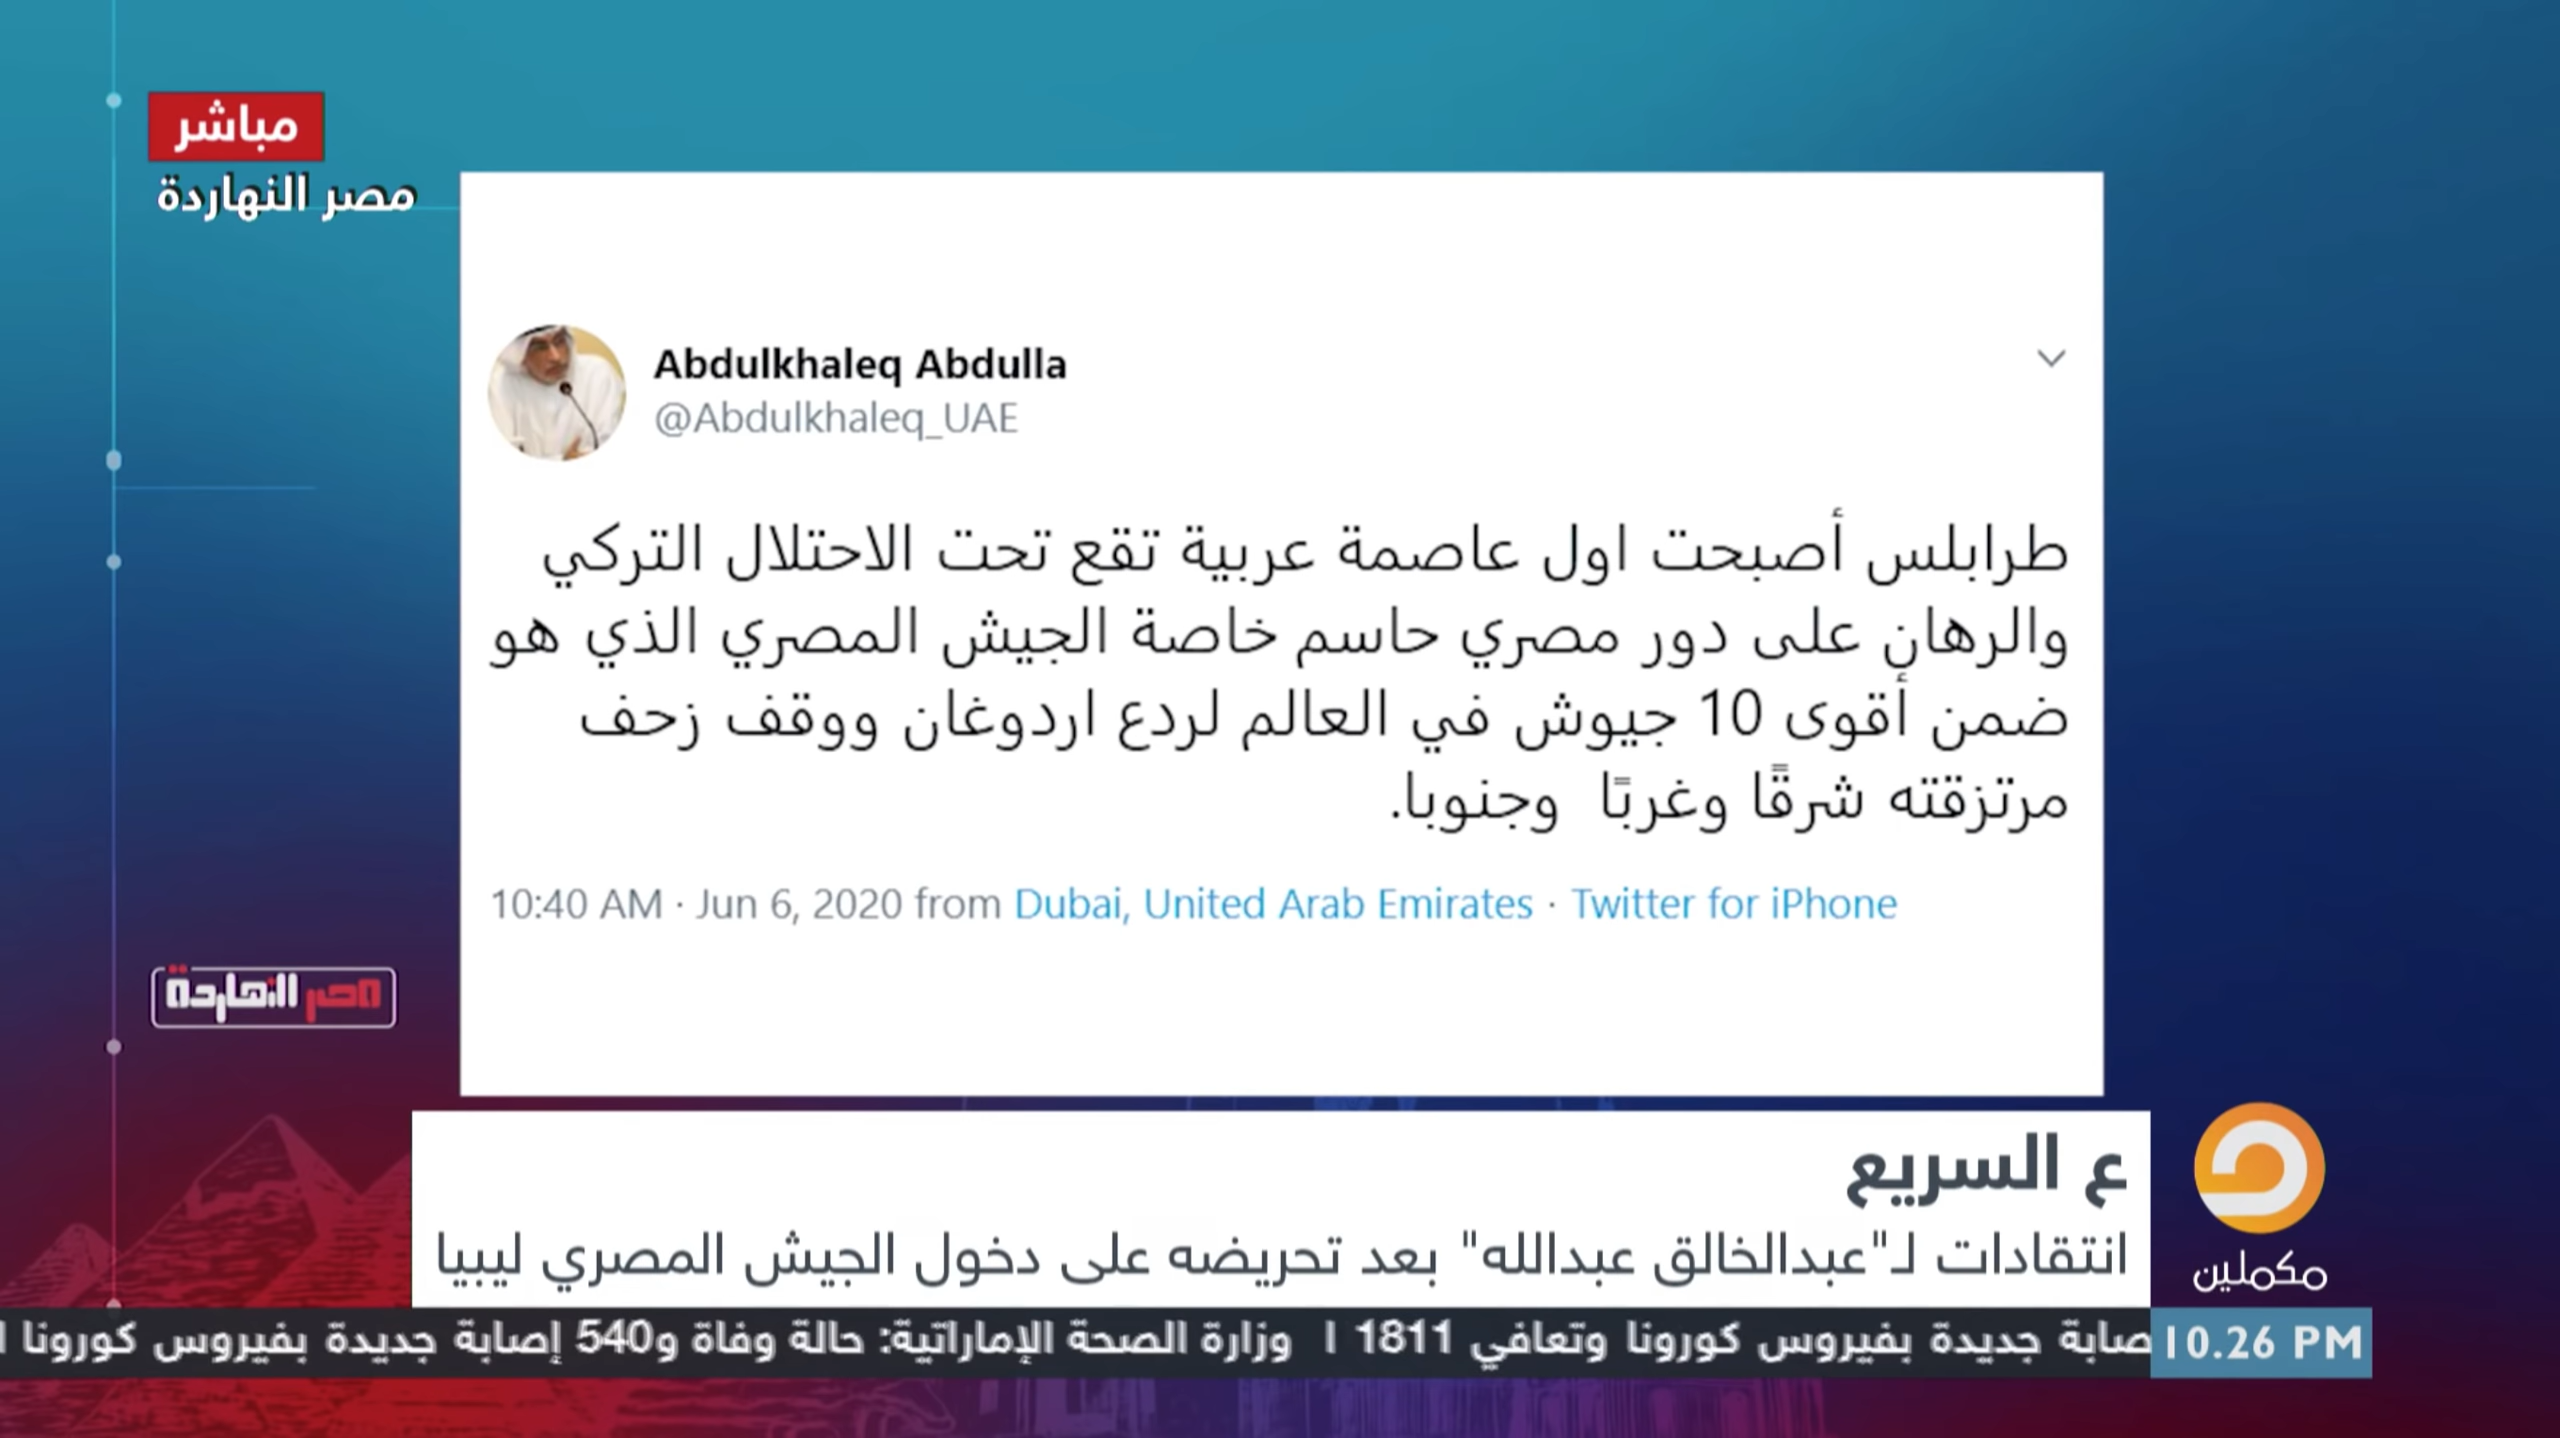 مباشر
مصر النهاردة
Abdulkhaleq Abdulla
@Abdulkhaleq_UAE
طرابلس أصبحت اول عاصمة عربية تقع تحت الاحتلال التركي
والرهان على دور مصري حاسم خاصة الجيش المصري الذي هو
ضمن أقوى 10 جيوش في العالم لردع اردوغان ووقف زحف
مرتزقته شرقًا وغربًا وجنوبا.
10:40 AM · Jun 6, 2020 from Dubai, United Arab Emirates · Twitter for iPhone
مصر النهاردة
ع السريع
انتقادات لـ"عبدالخالق عبدالله" بعد تحريضه على دخول الجيش المصري ليبيا
مكملين
صابة جديدة بفيروس كورونا وتعافي 1811 | وزارة الصحة الإماراتية: حالة وفاة و540 إصابة جديدة بفيروس كورونا
10.26 PM